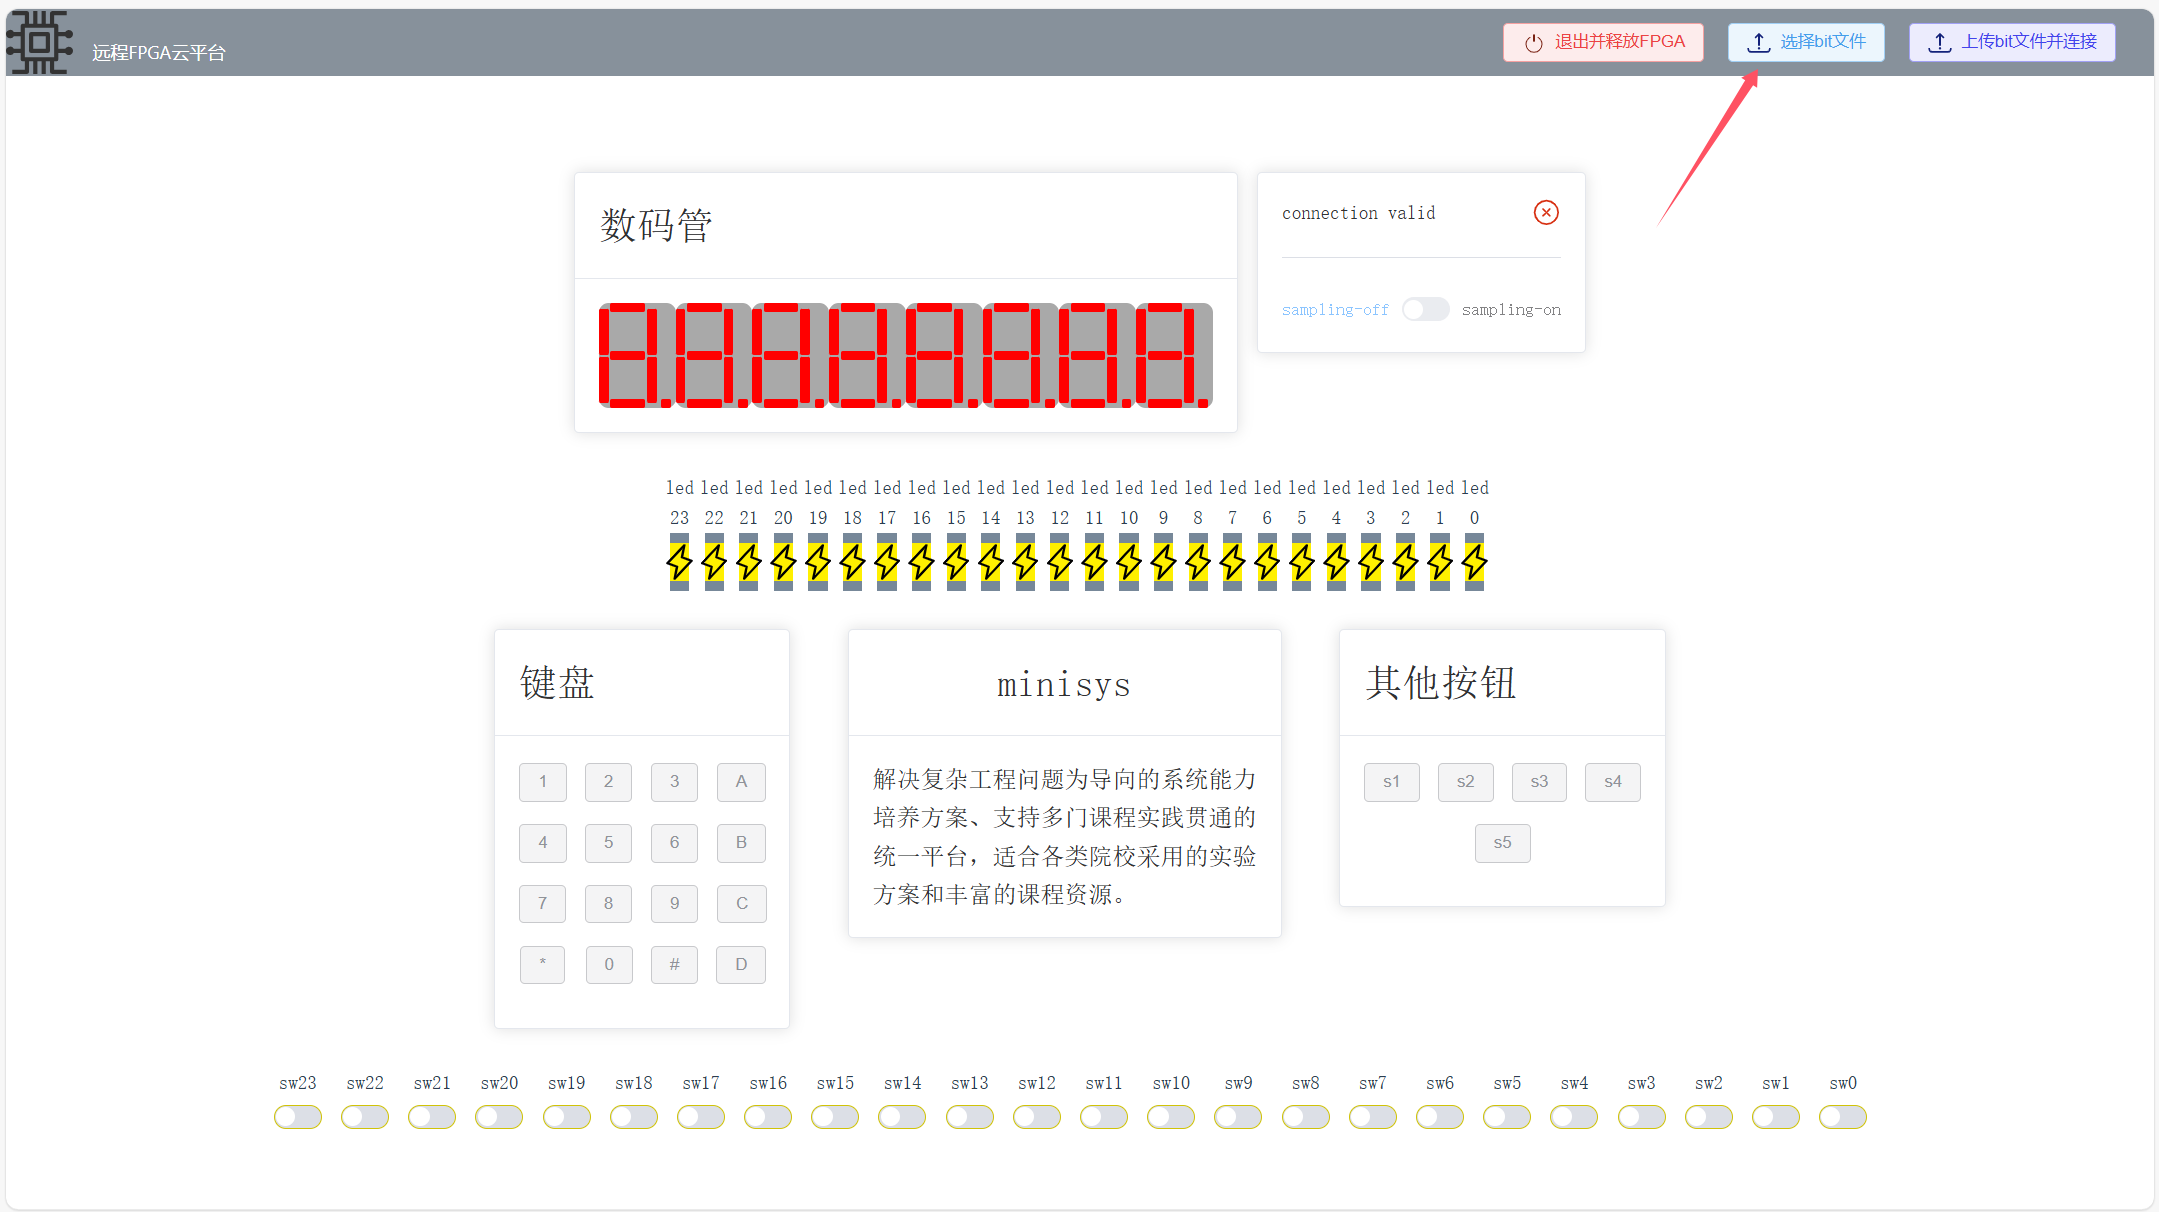 远程FPGA云平台
退出并释放FPGA
选择bit文件
上传bit文件并连接
数码管
connection valid
sampling-off sampling-on
8.8.8.8.8.8.8.8.
led led led led led led led led led led led led led led led led led led led led led led led led
23 22 21 20 19 18 17 16 15 14 13 12 11 10 9 8 7 6 5 4 3 2 1 0
键盘
1 2 3 A
4 5 6 B
7 8 9 C
* 0 # D
minisys
解决复杂工程问题为导向的系统能力
培养方案、支持多门课程实践贯通的
统一平台，适合各类院校采用的实验
方案和丰富的课程资源。
其他按钮
s1 s2 s3 s4
s5
sw23 sw22 sw21 sw20 sw19 sw18 sw17 sw16 sw15 sw14 sw13 sw12 sw11 sw10 sw9 sw8 sw7 sw6 sw5 sw4 sw3 sw2 sw1 sw0